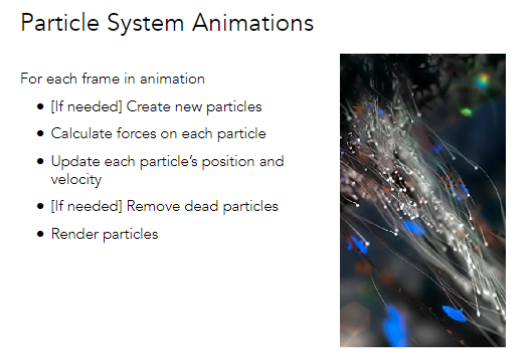 Particle System Animations
For each frame in animation
• [If needed] Create new particles
• Calculate forces on each particle
• Update each particle's position and
velocity
• [If needed] Remove dead particles
• Render particles